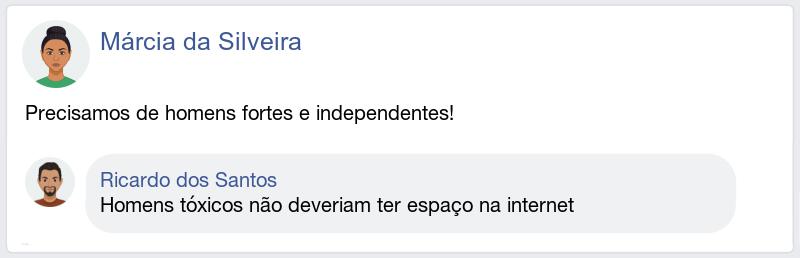 Márcia da Silveira
Precisamos de homens fortes e independentes!
Ricardo dos Santos
Homens tóxicos não deveriam ter espaço na internet